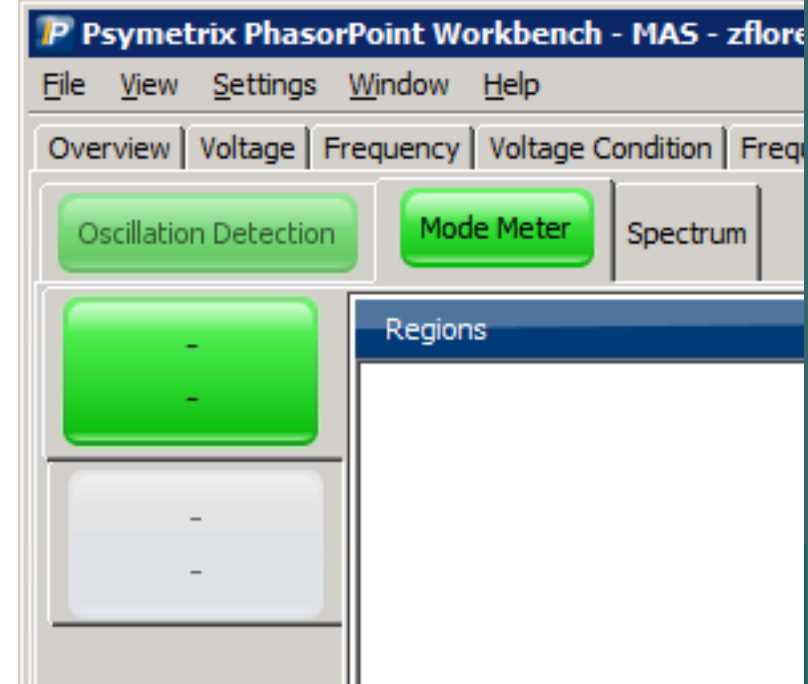 Psymetrix PhasorPoint Workbench - MAS - zflore
File View Settings Window Help
Overview Voltage Frequency Voltage Condition Freq
Oscillation Detection Mode Meter Spectrum
-
-
Regions
-
-